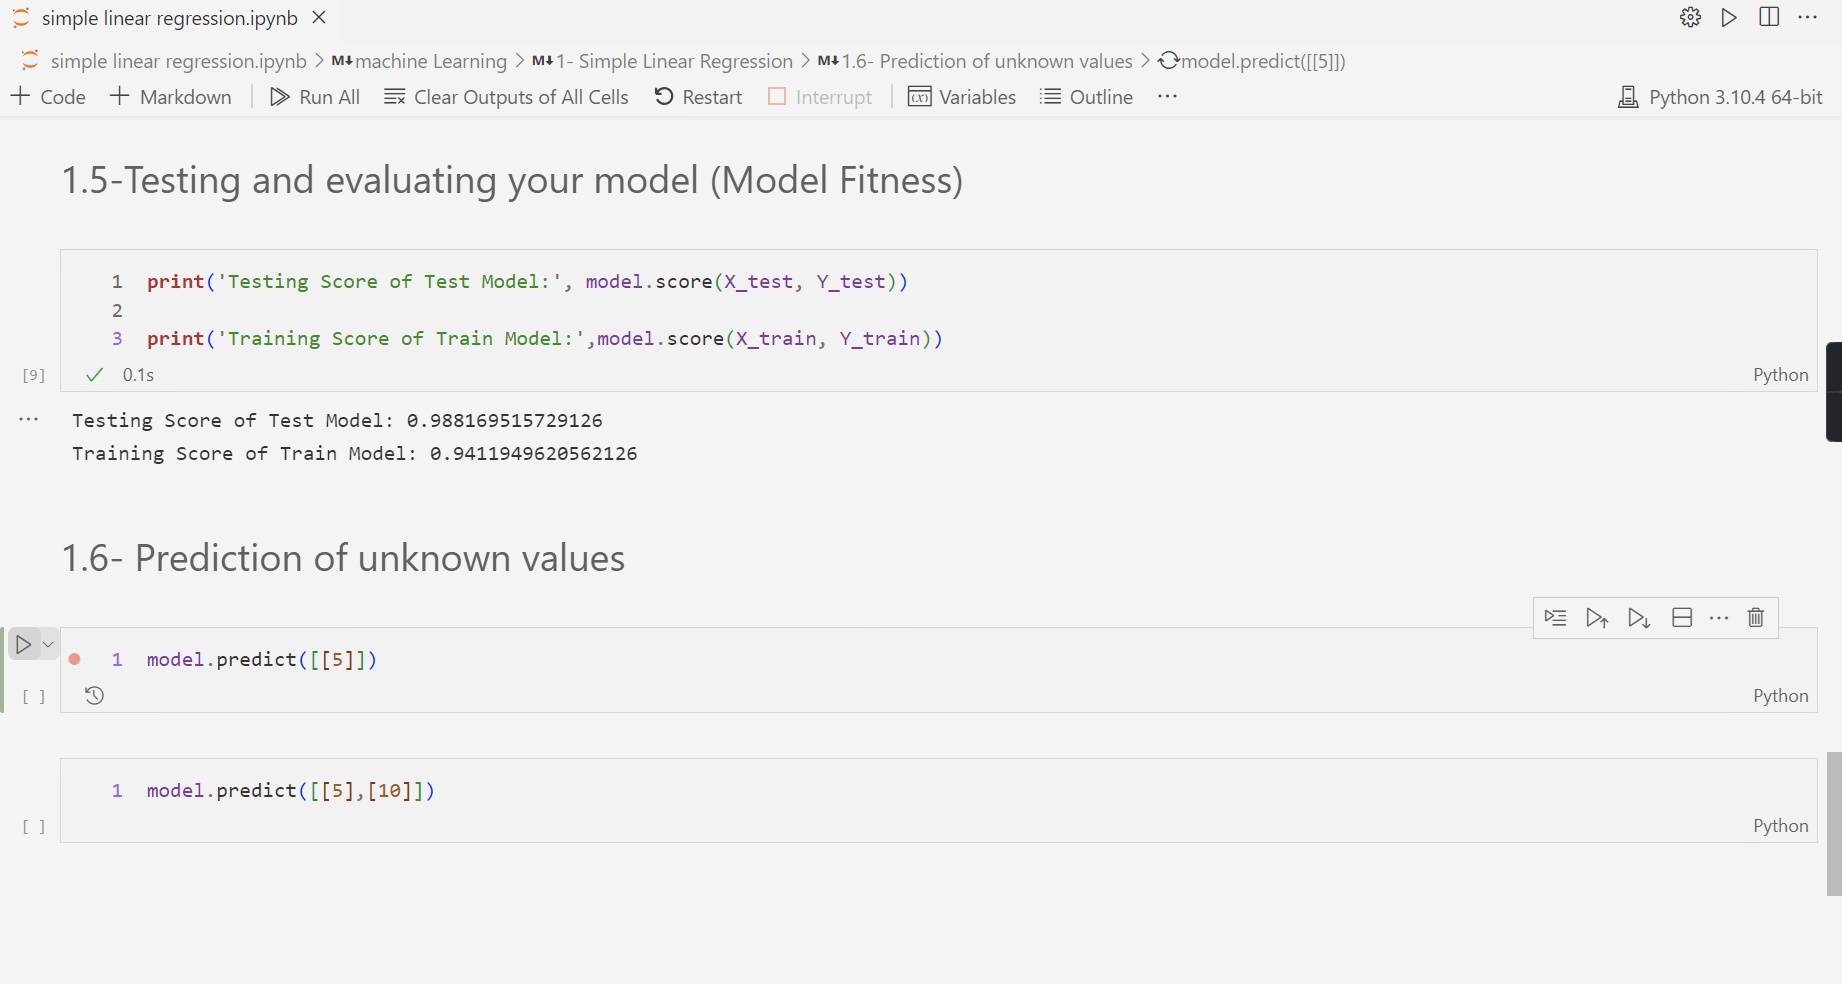 simple linear regression.ipynb
simple linear regression.ipynb > M↓machine Learning > M↓1- Simple Linear Regression > M↓1.6- Prediction of unknown values > model.predict([[5]])
+ Code + Markdown Run All Clear Outputs of All Cells Restart Interrupt Variables Outline ... Python 3.10.4 64-bit
1.5-Testing and evaluating your model (Model Fitness)
1 print('Testing Score of Test Model:', model.score(X_test, Y_test))
2
3 print('Training Score of Train Model:',model.score(X_train, Y_train))
[9] ✓ 0.1s Python
... Testing Score of Test Model: 0.988169515729126
Training Score of Train Model: 0.9411949620562126
1.6- Prediction of unknown values
1 model.predict([[5]])
[ ] Python
1 model.predict([[5],[10]])
[ ] Python